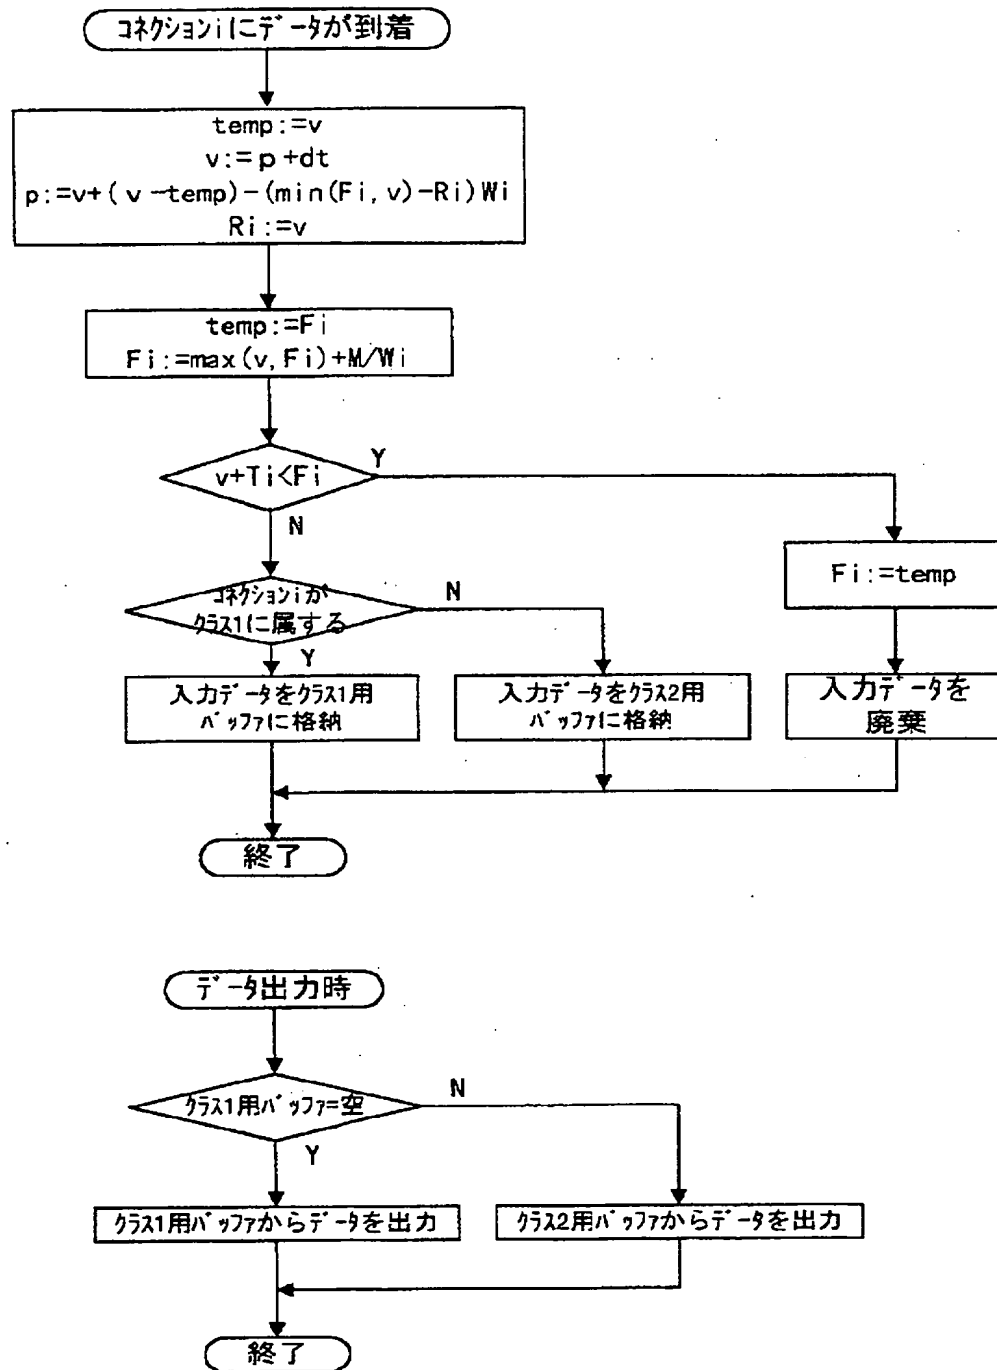 コネクションiにデータが到着
temp:=v
v:=p+dt
p:=v+(v-temp)-(min(Fi,v)-Ri)Wi
Ri:=v
temp:=Fi
Fi:=max(v,Fi)+M/Wi
v+Ti<Fi
Y
N
Fi:=temp
コネクションiが
クラス1に属する
N
Y
入力データをクラス1用
バッファに格納
入力データをクラス2用
バッファに格納
入力データを
廃棄
終了
データ出力時
クラス1用バッファ=空
N
Y
クラス1用バッファからデータを出力
クラス2用バッファからデータを出力
終了